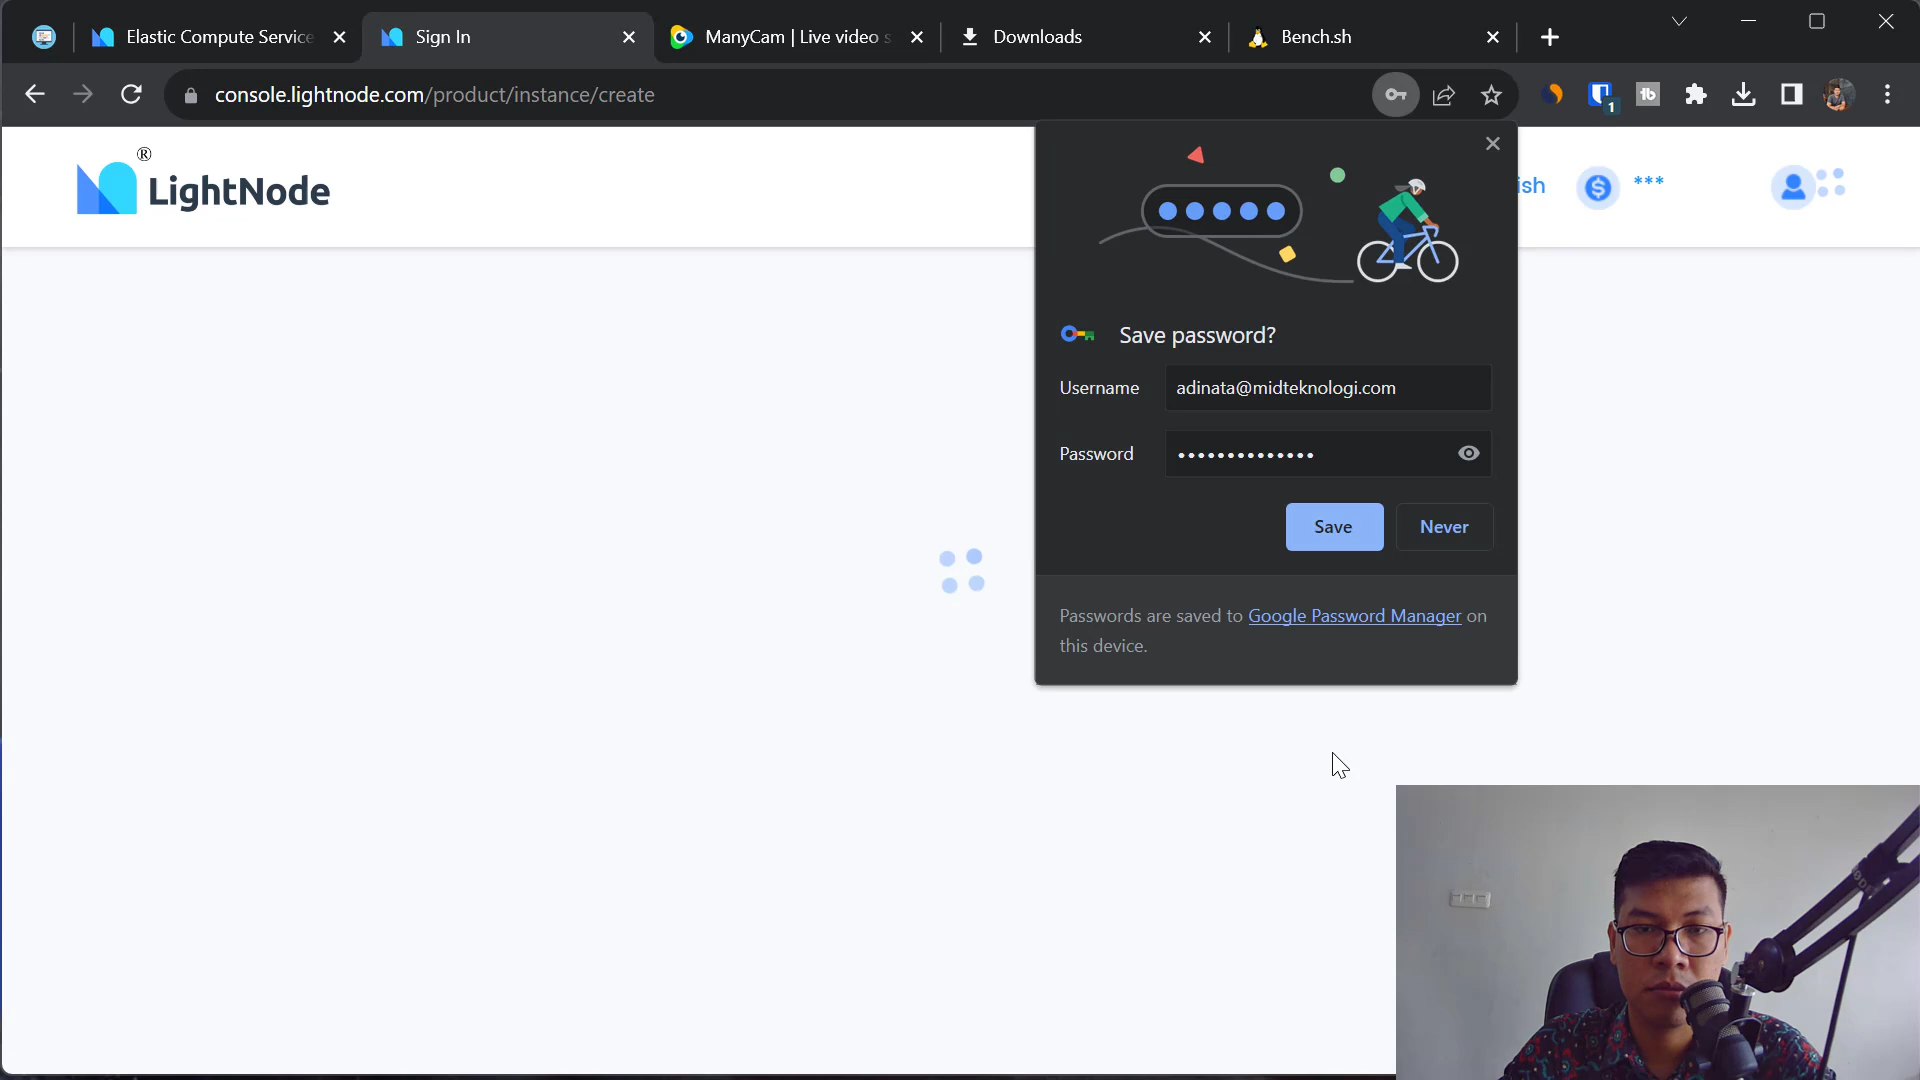 Elastic Compute Service
Sign In
ManyCam | Live video s
Downloads
Bench.sh
console.lightnode.com/product/instance/create
1
®
LightNode
ish
$
***
Save password?
Username
adinata@midteknologi.com
Password
••••••••••••••
Save
Never
Passwords are saved to Google Password Manager on
this device.